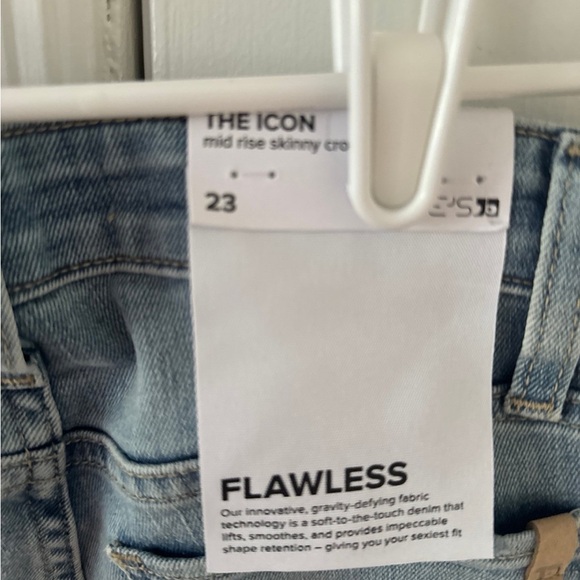 THE ICON
mid rise skinny cro
23
FLAWLESS
Our innovative, gravity-defying fabric
technology is a soft-to-the-touch denim that
lifts, smoothes, and provides impeccable
shape retention – giving you your sexiest fit